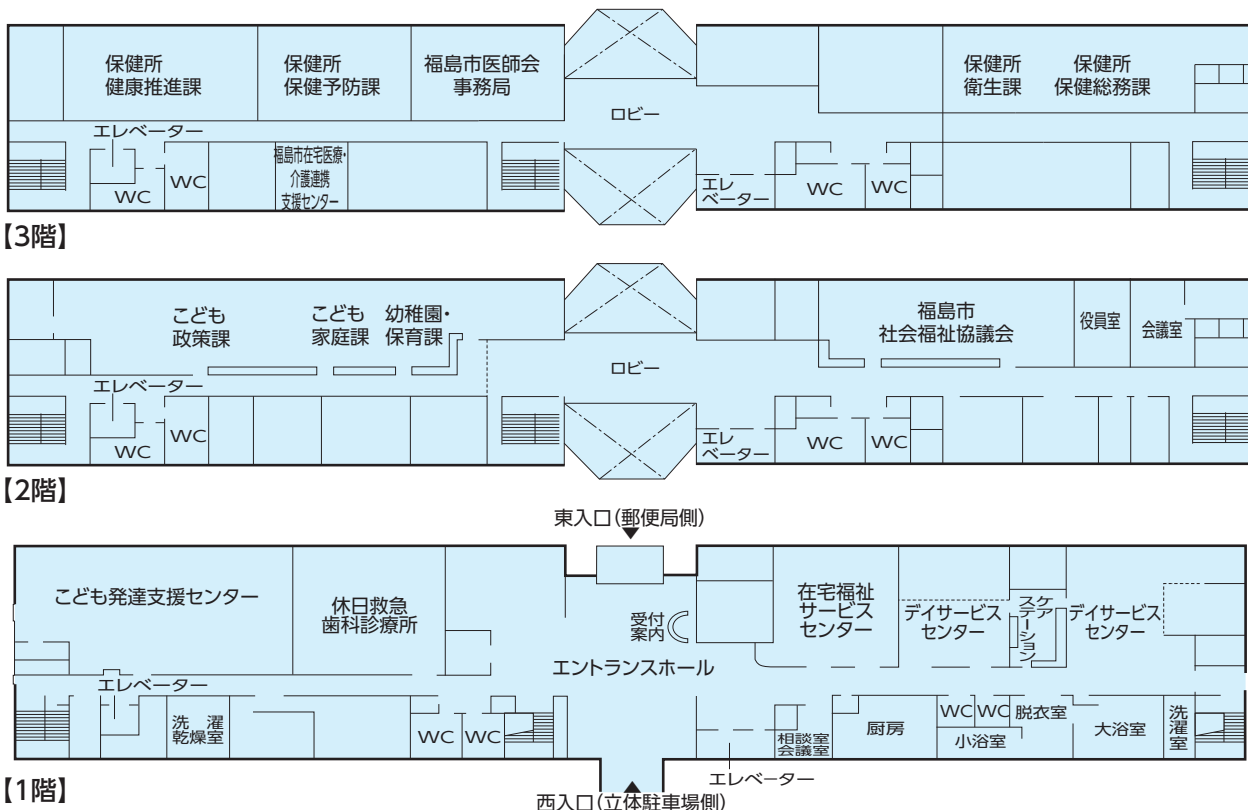 保健所
健康推進課
保健所
保健予防課
福島市医師会
事務局
ロビー
保健所
衛生課
保健所
保健総務課
エレベーター
WC
WC
福島市在宅医療・
介護連携
支援センター
エレ
ベーター
WC
WC
【3階】
こども
政策課
こども
家庭課
幼稚園・
保育課
ロビー
福島市
社会福祉協議会
役員室
会議室
エレベーター
WC
WC
エレ
ベーター
WC
WC
【2階】
東入口(郵便局側)
こども発達支援センター
休日救急
歯科診療所
受付
案内
エントランスホール
在宅福祉
サービス
センター
デイサービス
センター
ケア
ステーション
デイサービス
センター
エレベーター
洗濯
乾燥室
WC
WC
相談室
会議室
厨房
WC
WC
脱衣室
小浴室
大浴室
洗濯室
エレベーター
【1階】
西入口(立体駐車場側)